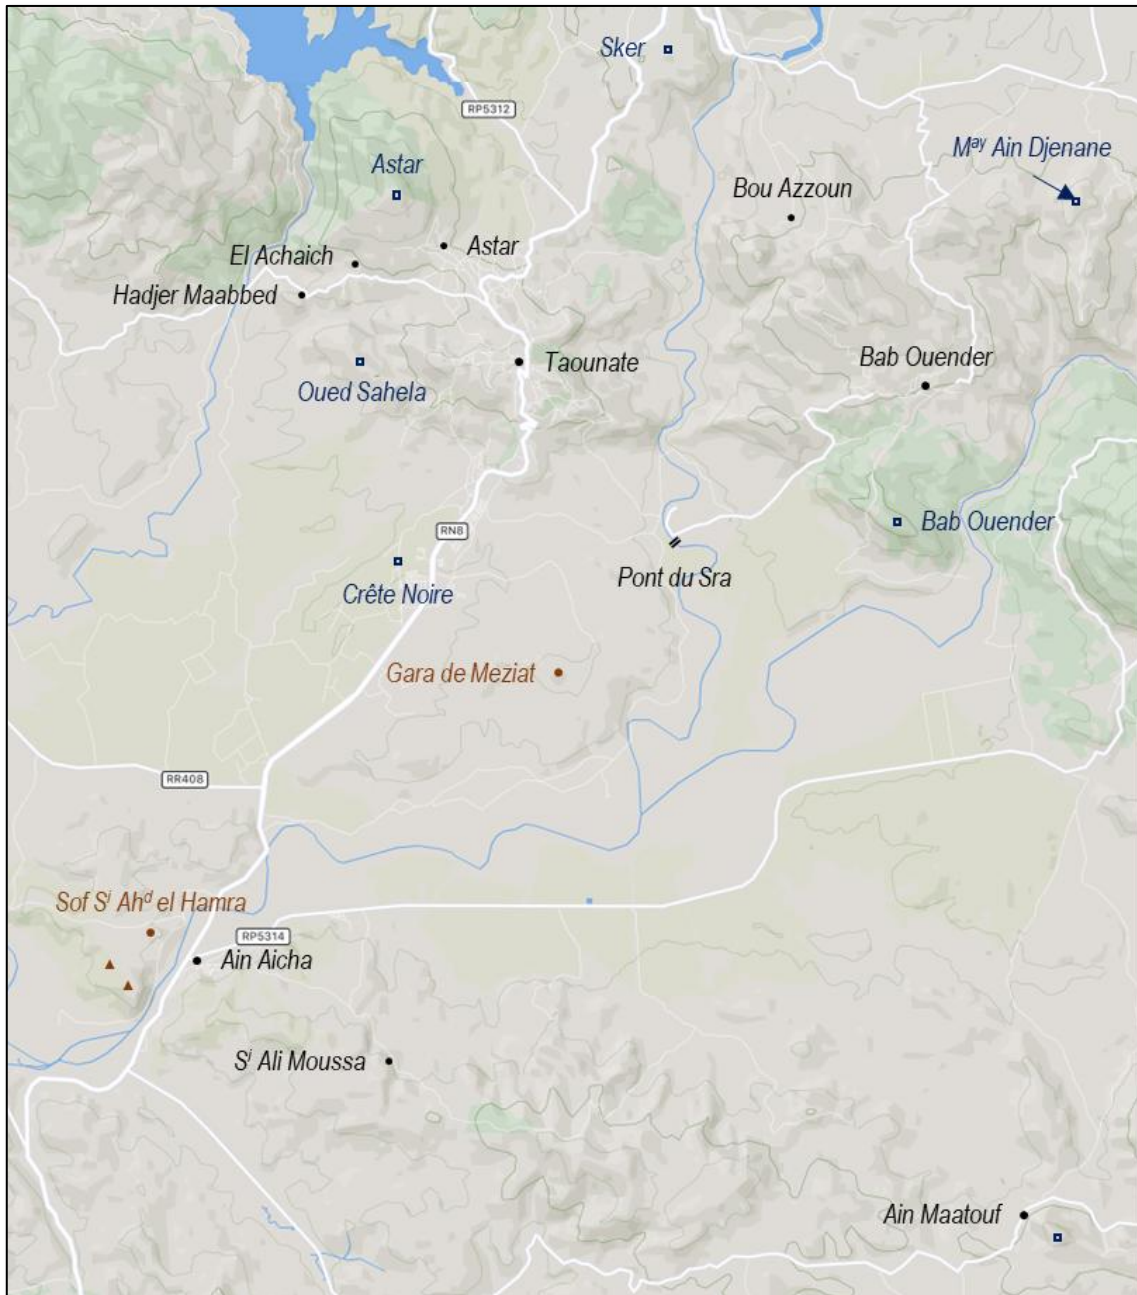 Sker
RP5312
Mᵃʸ Ain Djenane
Astar
Bou Azzoun
Astar
El Achaich
Hadjer Maabbed
Taounate
Bab Ouender
Oued Sahela
Bab Ouender
RN8
Pont du Sra
Crête Noire
Gara de Meziat
RR408
Sof Sⁱ Ahᵈ el Hamra
RP5314
Ain Aicha
Sⁱ Ali Moussa
Ain Maatouf